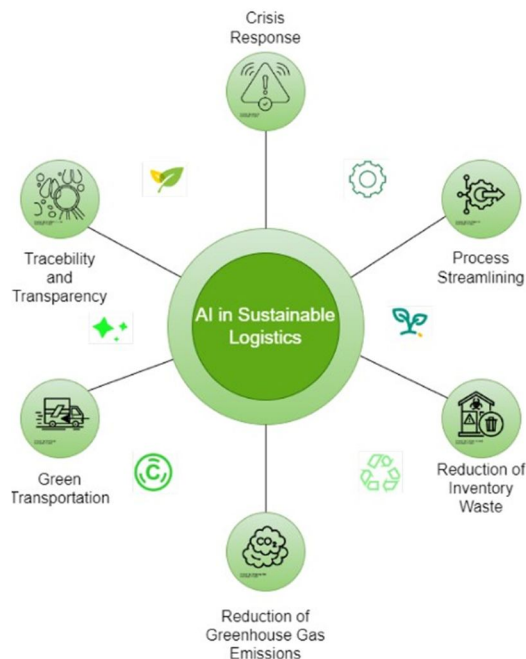 Crisis
Response
Tracebility
and
Transparency
Process
Streamlining
AI in Sustainable
Logistics
Green
Transportation
C
Reduction of
Inventory
Waste
CO2
Reduction of
Greenhouse Gas
Emissions